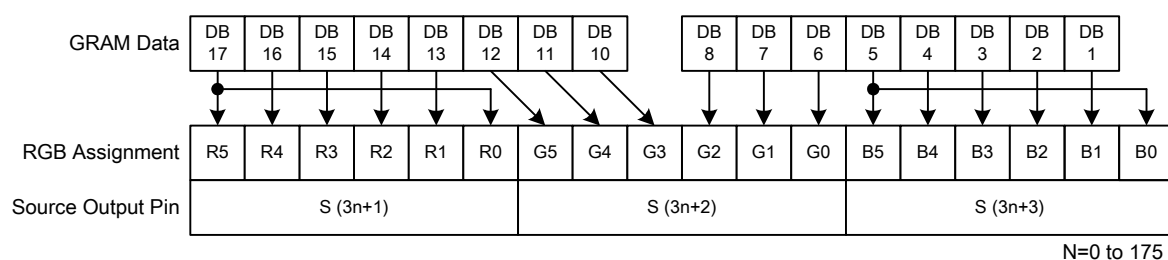 GRAM Data DB 17 DB 16 DB 15 DB 14 DB 13 DB 12 DB 11 DB 10 DB 8 DB 7 DB 6 DB 5 DB 4 DB 3 DB 2 DB 1
RGB Assignment R5 R4 R3 R2 R1 R0 G5 G4 G3 G2 G1 G0 B5 B4 B3 B2 B1 B0
Source Output Pin S (3n+1) S (3n+2) S (3n+3)
N=0 to 175